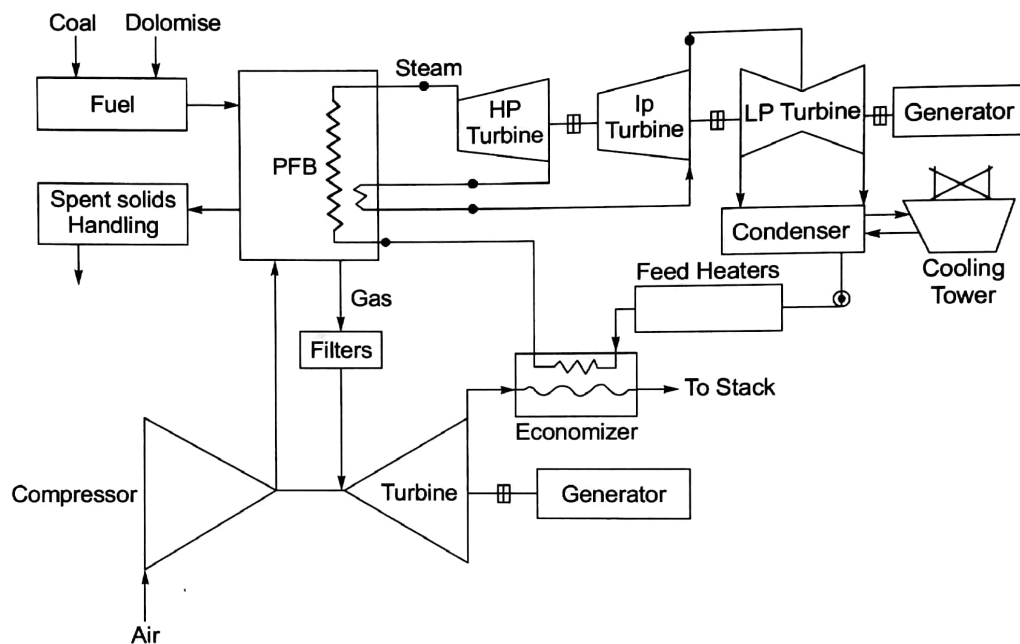 Coal
Dolomise
Fuel
Steam
HP
Turbine
Ip
Turbine
LP Turbine
Generator
PFB
Spent solids
Handling
Condenser
Cooling
Tower
Feed Heaters
Gas
Filters
To Stack
Economizer
Compressor
Turbine
Generator
Air